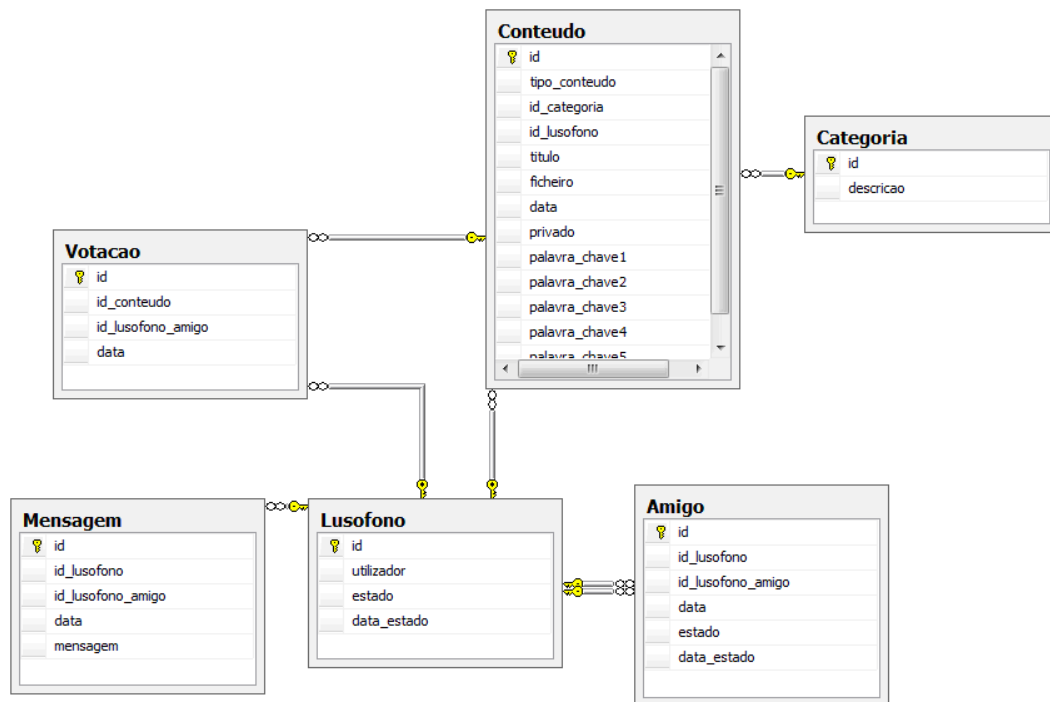 Conteudo
id
tipo_conteudo
id_categoria
id_lusofono
titulo
ficheiro
data
privado
palavra_chave1
palavra_chave2
palavra_chave3
palavra_chave4
palavra_chave5
Categoria
id
descricao
Votacao
id
id_conteudo
id_lusofono_amigo
data
Mensagem
id
id_lusofono
id_lusofono_amigo
data
mensagem
Lusofono
id
utilizador
estado
data_estado
Amigo
id
id_lusofono
id_lusofono_amigo
data
estado
data_estado